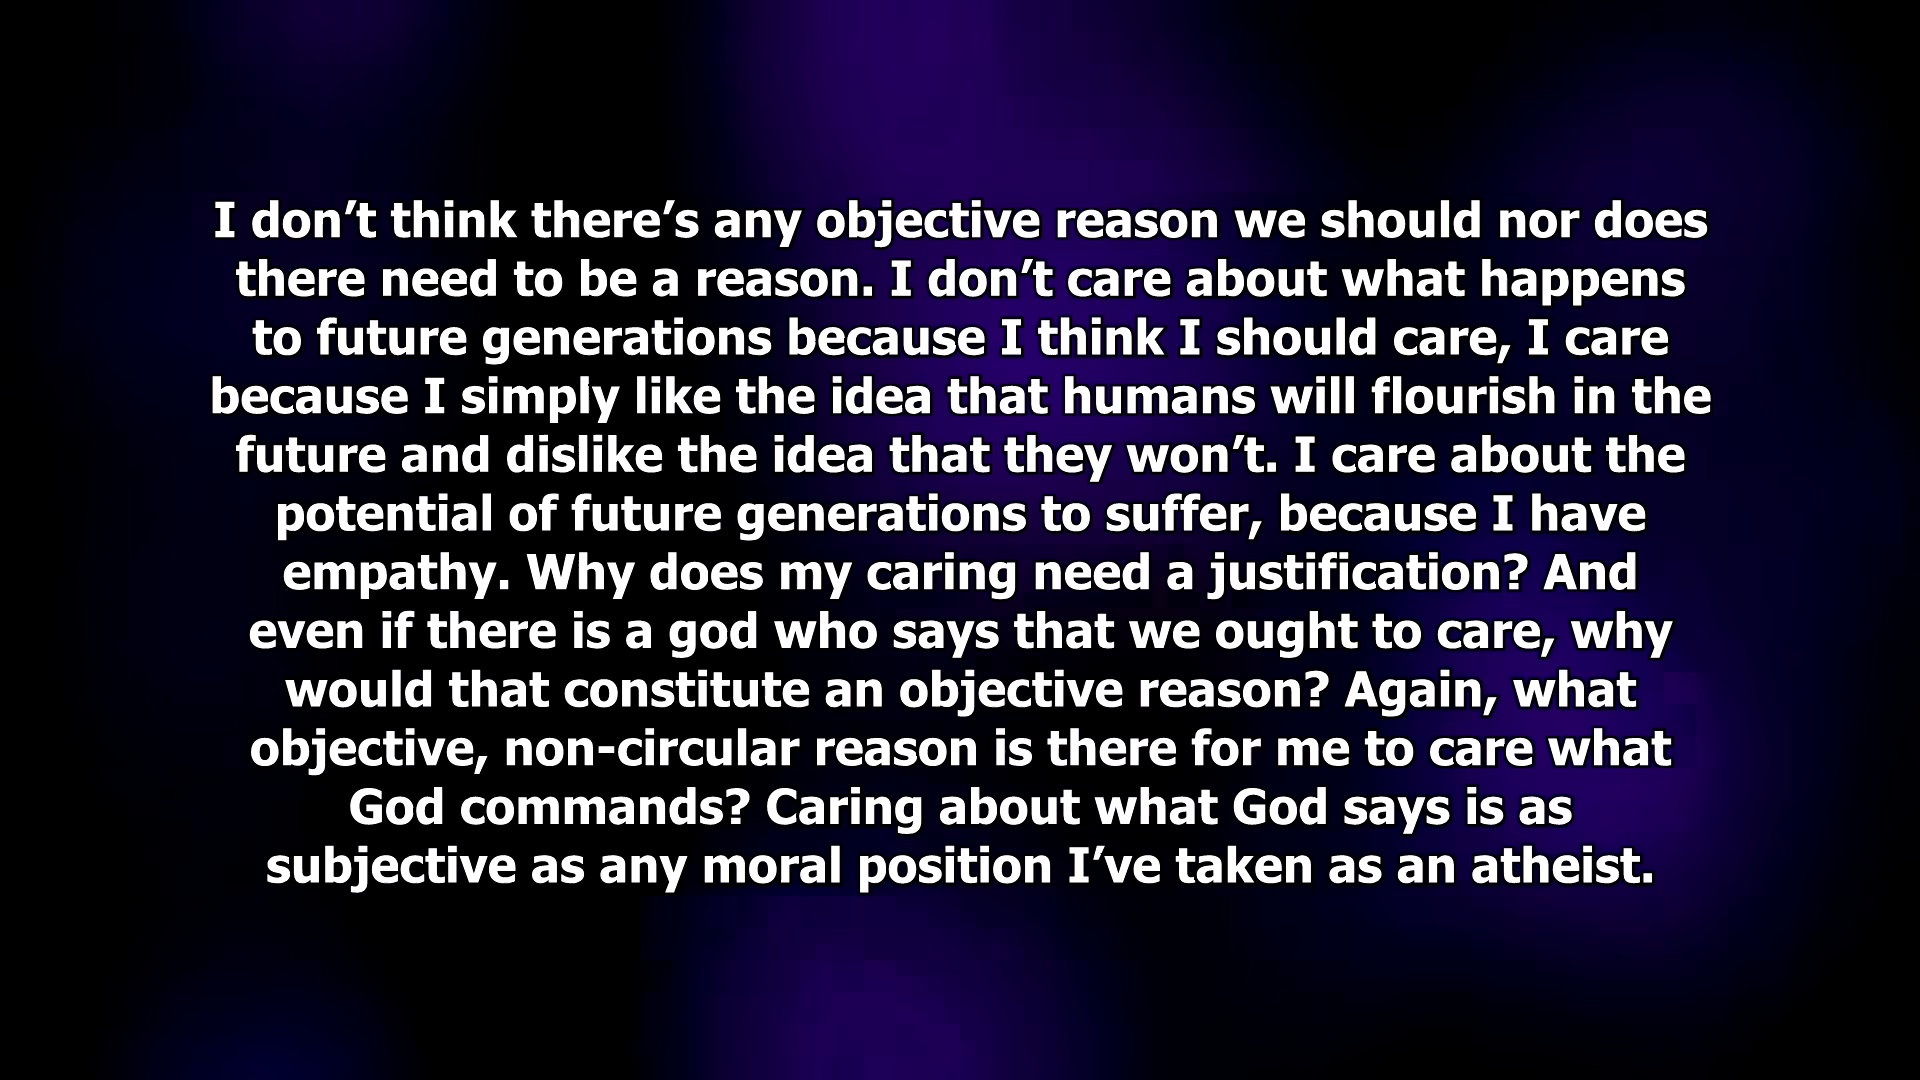 I don’t think there’s any objective reason we should nor does
there need to be a reason. I don’t care about what happens
to future generations because I think I should care, I care
because I simply like the idea that humans will flourish in the
future and dislike the idea that they won’t. I care about the
potential of future generations to suffer, because I have
empathy. Why does my caring need a justification? And
even if there is a god who says that we ought to care, why
would that constitute an objective reason? Again, what
objective, non-circular reason is there for me to care what
God commands? Caring about what God says is as
subjective as any moral position I’ve taken as an atheist.